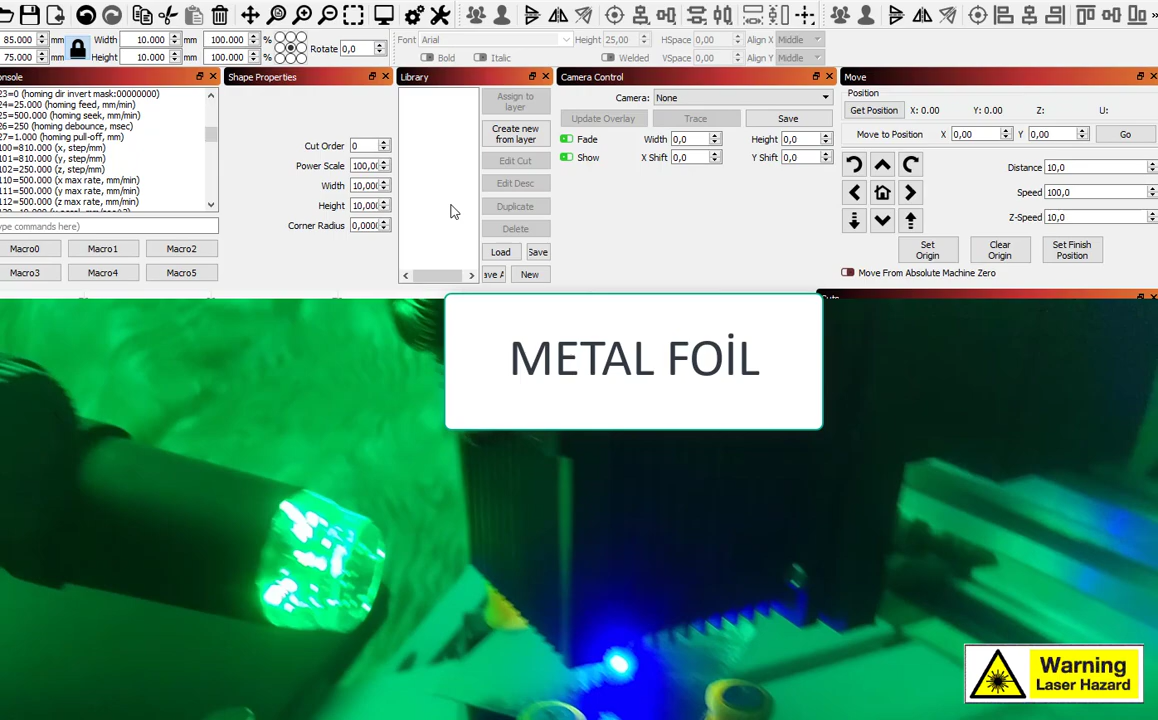 85.000 mm Width 10.000 mm 100.000 % Rotate 0,0 Font Arial Height 25,00 HSpace 0,00 Align X Middle
75.000 mm Height 10.000 mm 100.000 % Bold Italic Welded VSpace 0,00 Align Y Middle
onsole
23=0 (homing dir invert mask:00000000)
24=25.000 (homing feed, mm/min)
25=500.000 (homing seek, mm/min)
26=250 (homing debounce, msec)
27=1.000 (homing pull-off, mm)
100=810.000 (x, step/mm)
101=810.000 (y, step/mm)
102=250.000 (z, step/mm)
110=500.000 (x max rate, mm/min)
111=500.000 (y max rate, mm/min)
112=500.000 (z max rate, mm/min)
ype commands here)
Macro0 Macro1 Macro2
Macro3 Macro4 Macro5
Shape Properties
Cut Order 0
Power Scale 100,00
Width 10,000
Height 10,000
Corner Radius 0,0000
Library
Assign to
layer
Create new
from layer
Edit Cut
Edit Desc
Duplicate
Delete
Load Save
ave A New
Camera Control
Camera: None
Update Overlay Trace Save
Fade Width 0,0 Height 0,0
Show X Shift 0,0 Y Shift 0,0
Move
Position
Get Position X: 0.00 Y: 0.00 Z: U:
Move to Position X 0,00 Y 0,00 Go
Distance 10,0
Speed 100,0
Z-Speed 10,0
Set
Origin
Clear
Origin
Set Finish
Position
Move From Absolute Machine Zero
METAL FOİL
Warning
Laser Hazard